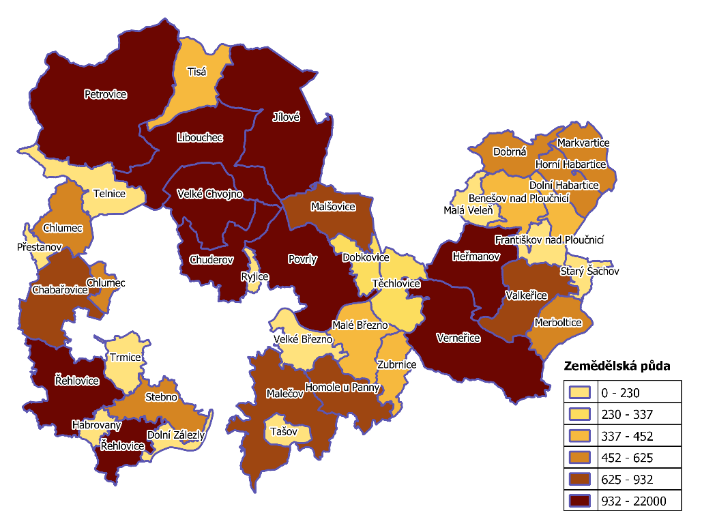 Tisá
Petrovice
Jílové
Libouchec
Markvartice
Dobrná
Horní Habartice
Dolní Habartice
Telnice
Velké Chvojno
Benešov nad Ploučnicí
Malšovice
Malá Veleň
Chlumec
Františkov nad Ploučnicí
Přestanov
Chuderov
Povrly
Dobkovice
Heřmanov
Starý Šachov
Ryjice
Chabařovice
Chlumec
Těchlovice
Valkeřice
Malé Březno
Merboltice
Velké Březno
Verneřice
Trmice
Zubrnice
Řehlovice
Homole u Panny
Malečov
Stebno
Habrovany
Tašov
Dolní Zálezly
Řehlovice
Zemědělská půda
0 - 230
230 - 337
337 - 452
452 - 625
625 - 932
932 - 22000